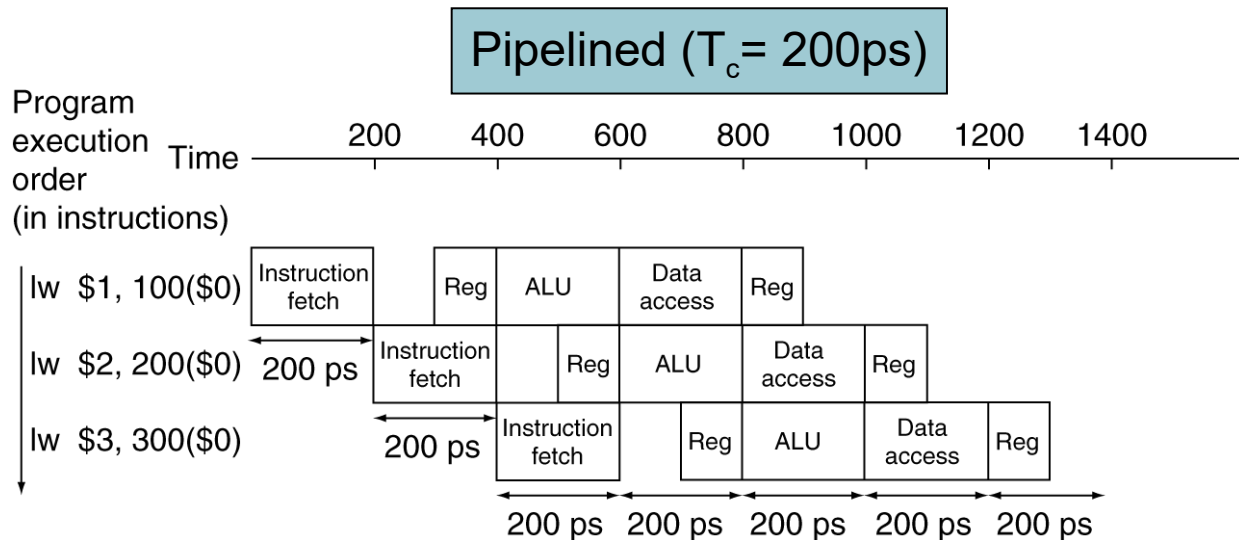 Pipelined (Tc= 200ps)
Program
execution
order
(in instructions)
Time
200 400 600 800 1000 1200 1400
lw $1, 100($0)
Instruction
fetch
Reg
ALU
Data
access
Reg
200 ps
lw $2, 200($0)
Instruction
fetch
Reg
ALU
Data
access
Reg
200 ps
lw $3, 300($0)
Instruction
fetch
Reg
ALU
Data
access
Reg
200 ps 200 ps 200 ps 200 ps 200 ps